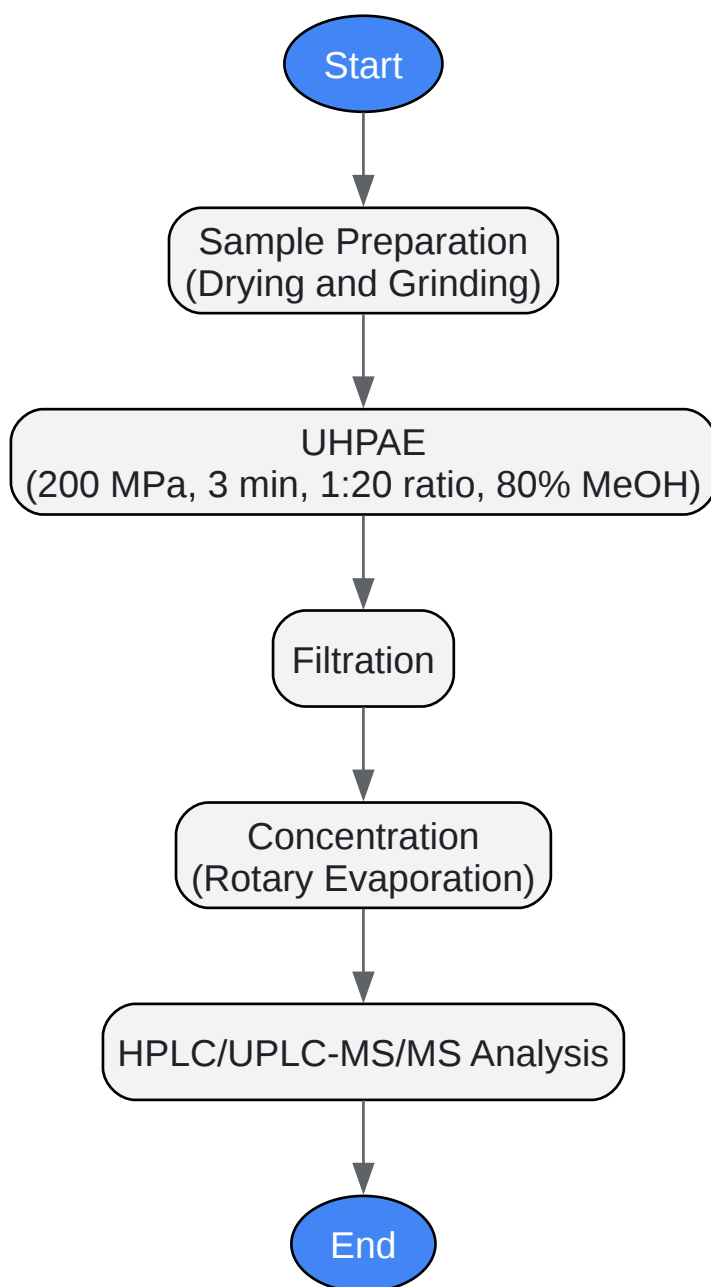 Start
Sample Preparation
(Drying and Grinding)
UHPAE
(200 MPa, 3 min, 1:20 ratio, 80% MeOH)
Filtration
Concentration
(Rotary Evaporation)
HPLC/UPLC-MS/MS Analysis
End